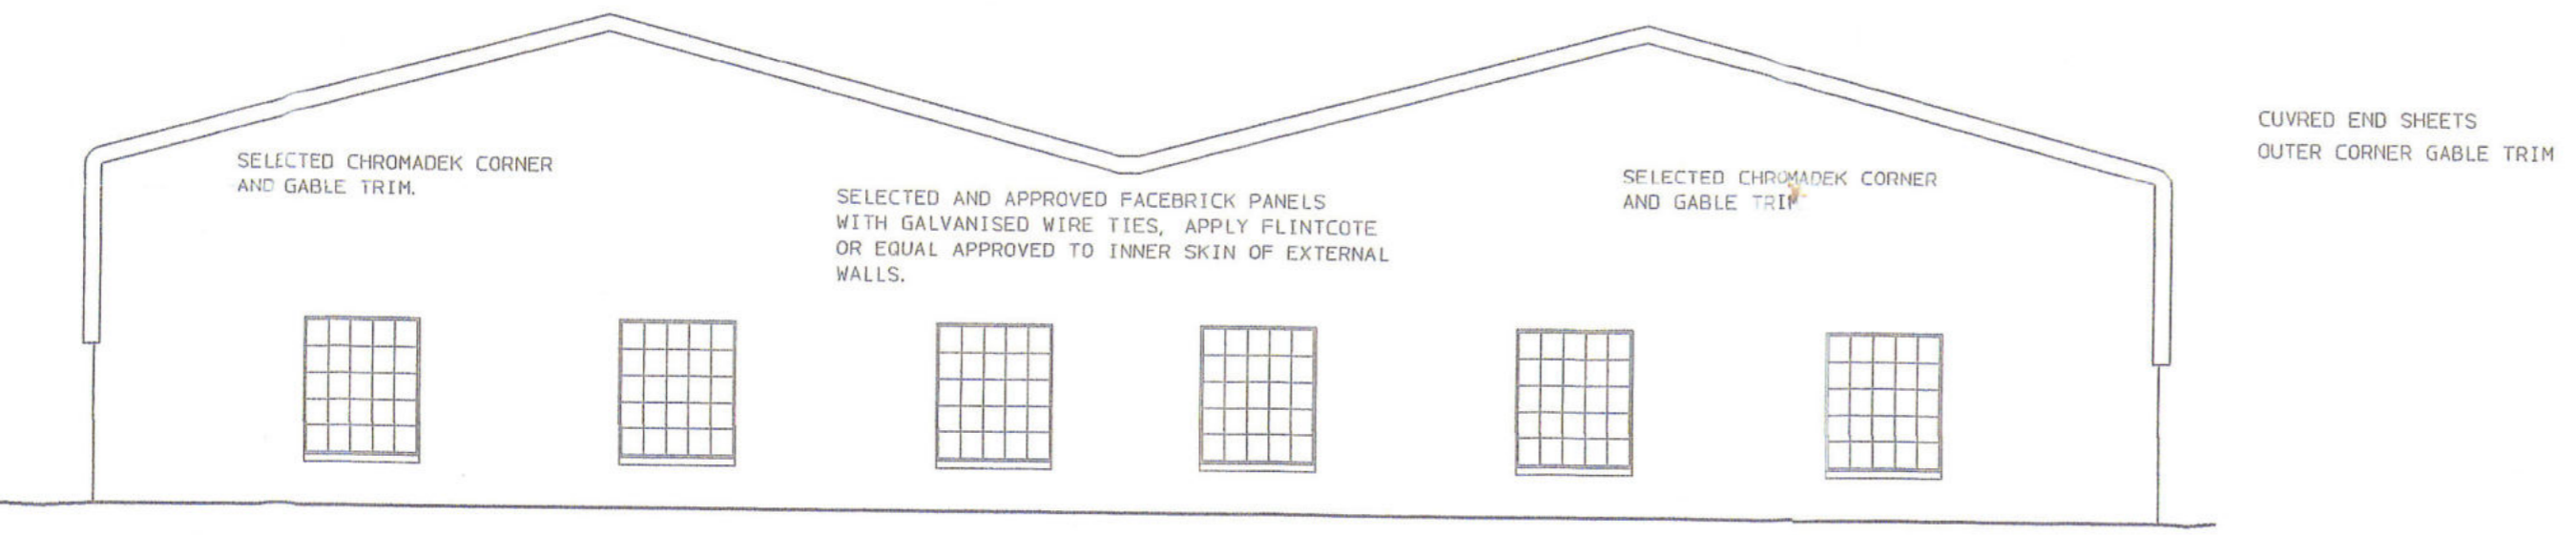 CUVRED END SHEETS
OUTER CORNER GABLE TRIM
SELECTED CHROMADEK CORNER
AND GABLE TRIM.
SELECTED AND APPROVED FACEBRICK PANELS
WITH GALVANISED WIRE TIES, APPLY FLINTCOTE
OR EQUAL APPROVED TO INNER SKIN OF EXTERNAL
WALLS.
SELECTED CHROMADEK CORNER
AND GABLE TRIM